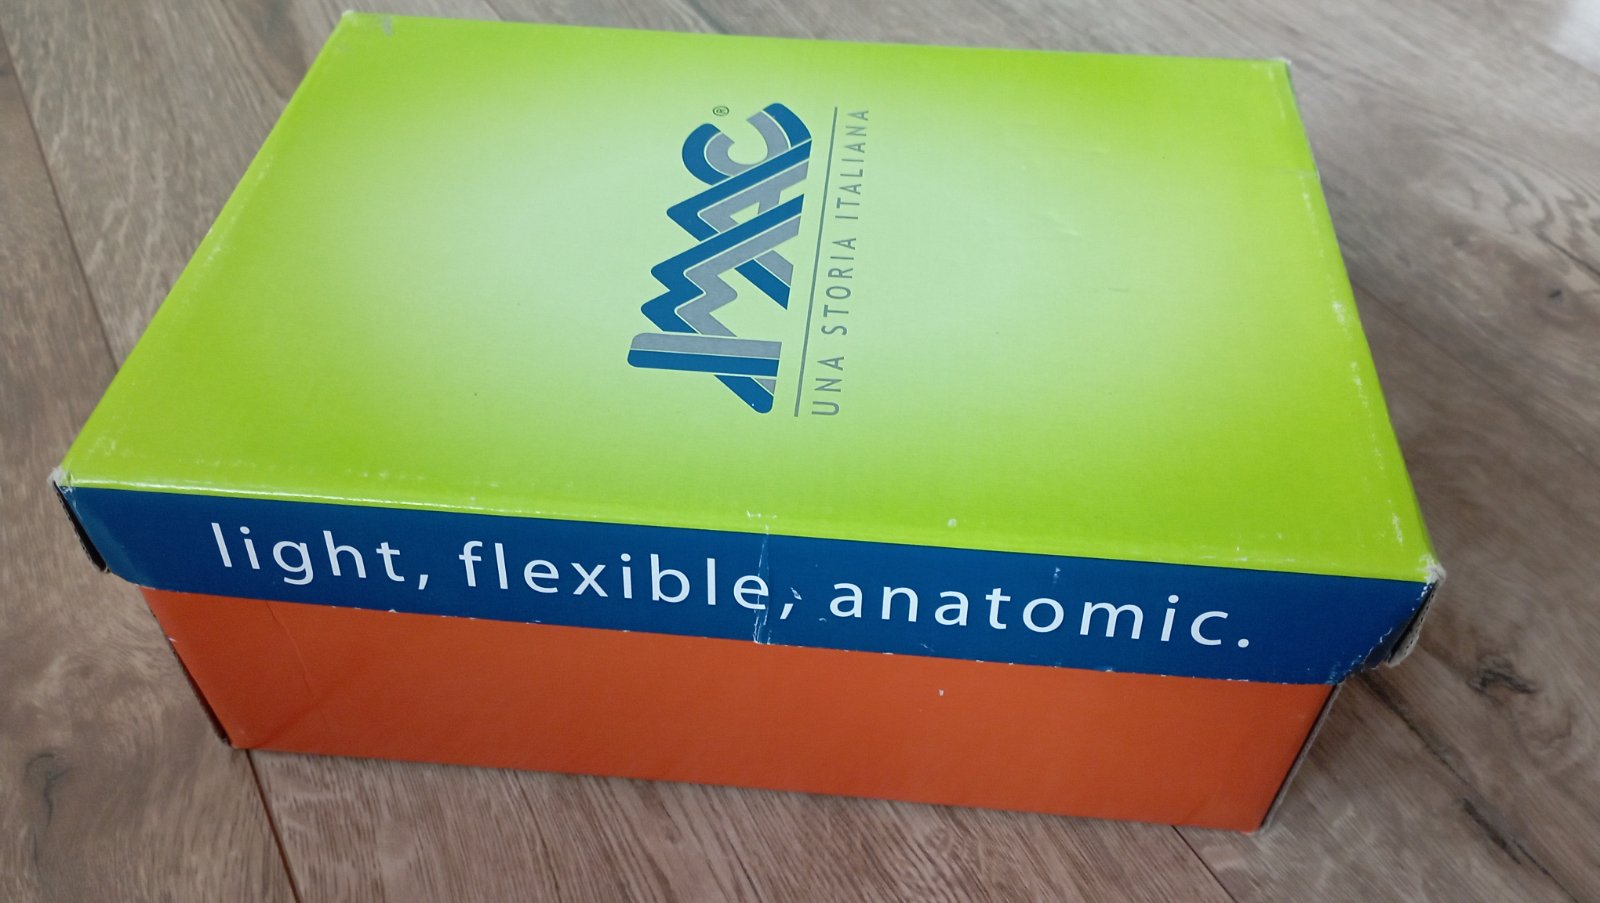 IMAC®
UNA STORIA ITALIANA
light, flexible, anatomic.